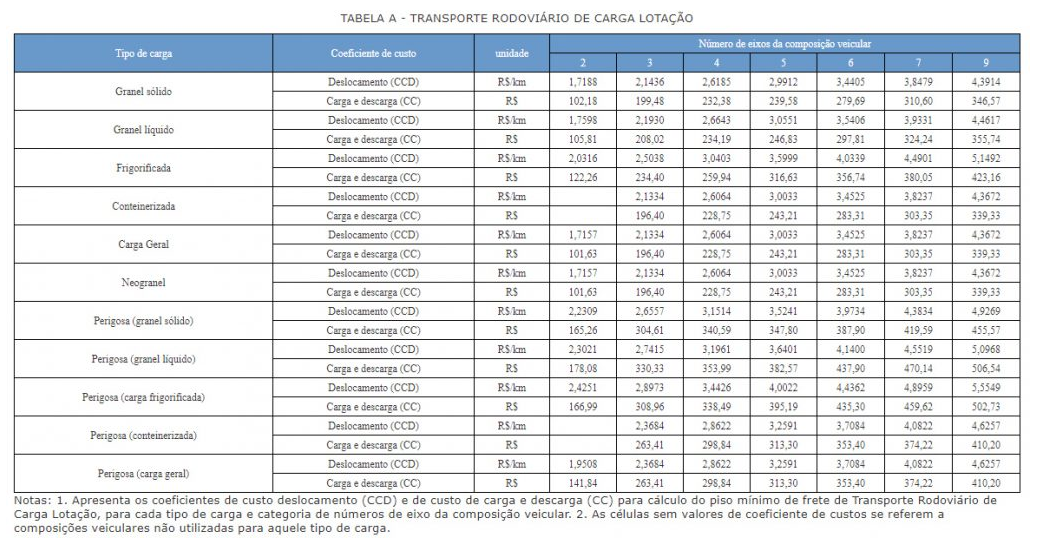 TABELA A - TRANSPORTE RODOVIÁRIO DE CARGA LOTAÇÃO
Tipo de carga Coeficiente de custo unidade Número de eixos da composição veicular
2 3 4 5 6 7 9
Granel sólido Deslocamento (CCD) R$/km 1,7188 2,1436 2,6185 2,9912 3,4405 3,8479 4,3914
Carga e descarga (CC) R$ 102,18 199,48 232,38 239,58 279,69 310,60 346,57
Granel líquido Deslocamento (CCD) R$/km 1,7598 2,1930 2,6643 3,0551 3,5406 3,9331 4,4617
Carga e descarga (CC) R$ 105,81 208,02 234,19 246,83 297,81 324,24 355,74
Frigorificada Deslocamento (CCD) R$/km 2,0316 2,5038 3,0403 3,5999 4,0339 4,4901 5,1492
Carga e descarga (CC) R$ 122,26 234,40 259,94 316,63 356,74 380,05 423,16
Conteinerizada Deslocamento (CCD) R$/km 2,1334 2,6064 3,0033 3,4525 3,8237 4,3672
Carga e descarga (CC) R$ 196,40 228,75 243,21 283,31 303,35 339,33
Carga Geral Deslocamento (CCD) R$/km 1,7157 2,1334 2,6064 3,0033 3,4525 3,8237 4,3672
Carga e descarga (CC) R$ 101,63 196,40 228,75 243,21 283,31 303,35 339,33
Neogranel Deslocamento (CCD) R$/km 1,7157 2,1334 2,6064 3,0033 3,4525 3,8237 4,3672
Carga e descarga (CC) R$ 101,63 196,40 228,75 243,21 283,31 303,35 339,33
Perigosa (granel sólido) Deslocamento (CCD) R$/km 2,2309 2,6557 3,1514 3,5241 3,9734 4,3834 4,9269
Carga e descarga (CC) R$ 165,26 304,61 340,59 347,80 387,90 419,59 455,57
Perigosa (granel líquido) Deslocamento (CCD) R$/km 2,3021 2,7415 3,1961 3,6401 4,1400 4,5519 5,0968
Carga e descarga (CC) R$ 178,08 330,33 353,99 382,57 437,90 470,14 506,54
Perigosa (carga frigorificada) Deslocamento (CCD) R$/km 2,4251 2,8973 3,4426 4,0022 4,4362 4,8959 5,5549
Carga e descarga (CC) R$ 166,99 308,96 338,49 395,19 435,30 459,62 502,73
Perigosa (conteinerizada) Deslocamento (CCD) R$/km 2,3684 2,8622 3,2591 3,7084 4,0822 4,6257
Carga e descarga (CC) R$ 263,41 298,84 313,30 353,40 374,22 410,20
Perigosa (carga geral) Deslocamento (CCD) R$/km 1,9508 2,3684 2,8622 3,2591 3,7084 4,0822 4,6257
Carga e descarga (CC) R$ 141,84 263,41 298,84 313,30 353,40 374,22 410,20
Notas: 1. Apresenta os coeficientes de custo deslocamento (CCD) e de custo de carga e descarga (CC) para cálculo do piso mínimo de frete de Transporte Rodoviário de
Carga Lotação, para cada tipo de carga e categoria de números de eixo da composição veicular. 2. As células sem valores de coeficiente de custos se referem a
composições veiculares não utilizadas para aquele tipo de carga.